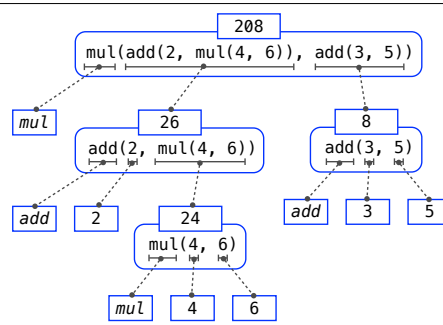 208
mul(add(2, mul(4, 6)), add(3, 5))
mul
26
8
add(2, mul(4, 6))
add(3, 5)
add
2
24
add
3
5
mul(4, 6)
mul
4
6